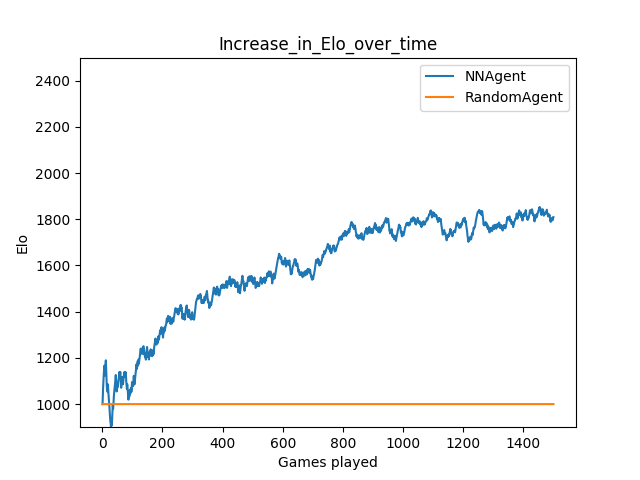 Increase_in_Elo_over_time
NNAgent
RandomAgent
2400
2200
2000
1800
1600
1400
1200
1000
Elo
0 200 400 600 800 1000 1200 1400
Games played